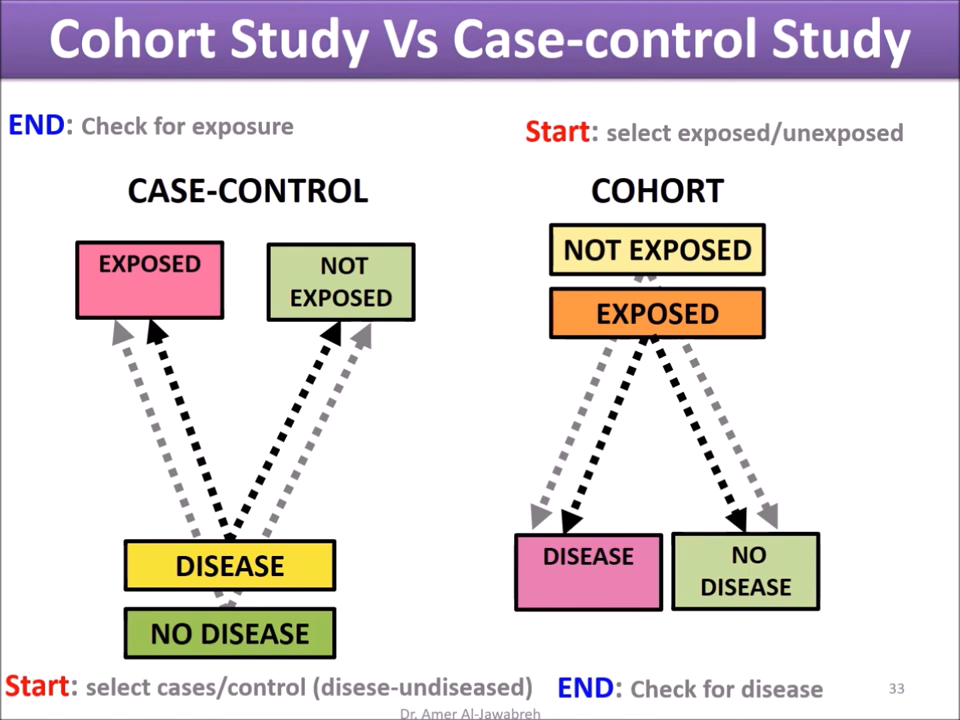 Cohort Study Vs Case-control Study
END: Check for exposure
Start: select exposed/unexposed
CASE-CONTROL
COHORT
EXPOSED
NOT
EXPOSED
NOT EXPOSED
EXPOSED
DISEASE
NO DISEASE
DISEASE
NO
DISEASE
Start: select cases/control (disese-undiseased)
END: Check for disease
33
Dr. Amer Al-Jawabreh